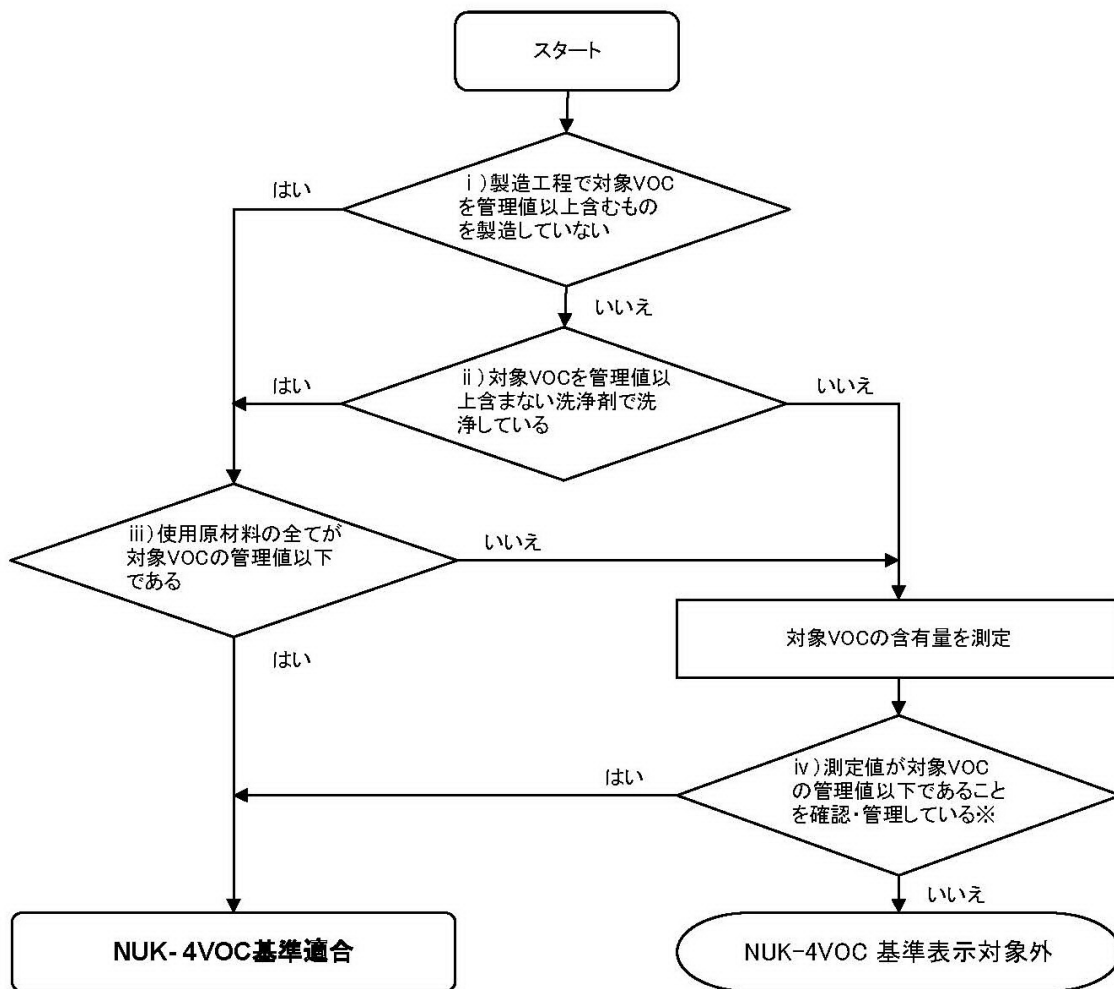 スタート
はい
ⅰ)製造工程で対象VOC
を管理値以上含むもの
を製造していない
いいえ
はい
ⅱ)対象VOCを管理値以
上含まない洗浄剤で洗
浄している
いいえ
ⅲ)使用原材料の全てが
対象VOCの管理値以下
である
いいえ
はい
対象VOCの含有量を測定
はい
ⅳ)測定値が対象VOC
の管理値以下であること
を確認・管理している※
いいえ
NUK-4VOC基準適合
NUK-4VOC 基準表示対象外